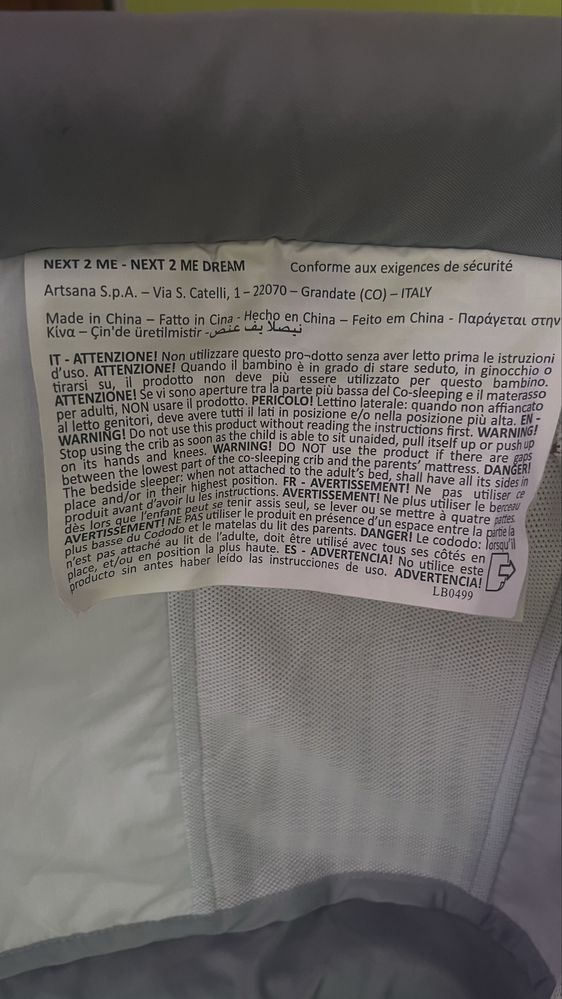 NEXT 2 ME - NEXT 2 ME DREAM Conforme aux exigences de sécurité
Artsana S.p.A. – Via S. Catelli, 1 – 22070 – Grandate (CO) – ITALY
Made in China – Fatto in Cina - Hecho en China – Feito em China - Παράγεται στην
Κίνα – Çin'de üretilmistir -
IT - ATTENZIONE! Non utilizzare questo pro¬dotto senza aver letto prima le istruzioni
d'uso. ATTENZIONE! Quando il bambino è in grado di stare seduto, in ginocchio o
tirarsi su, il prodotto non deve più essere utilizzato per questo bambino.
ATTENZIONE! Se vi sono aperture tra la parte più bassa del Co-sleeping e il materasso
per adulti, NON usare il prodotto. PERICOLO! Lettino laterale: quando non affiancato
al letto genitori, deve avere tutti il lati in posizione e/o nella posizione più alta. EN -
WARNING! Do not use this product without reading the instructions first. WARNING!
Stop using the crib as soon as the child is able to sit unaided, pull itself up or push up
on its hands and knees. WARNING! DO NOT use the product if there are gaps
between the lowest part of the co-sleeping crib and the parents' mattress. DANGER!
The bedside sleeper: when not attached to the adult's bed, shall have all its sides in
place and/or in their highest position. FR - AVERTISSEMENT! Ne pas utiliser ce
produit avant d'avoir lu les instructions. AVERTISSEMENT! Ne plus utiliser le berceau
dès lors que l'enfant peut se tenir assis seul, se lever ou se mettre à quatre pattes.
AVERTISSEMENT! NE PAS utiliser le produit en présence d'un espace entre la partie la
plus basse du Cododo et le matelas du lit des parents. DANGER! Le cododo: lorsqu'il
n'est pas attaché au lit de l'adulte, doit être utilisé avec tous ses côtés en
place, et/ou en position la plus haute. ES - ADVERTENCIA! No utilice este
producto sin antes haber leído las instrucciones de uso. ADVERTENCIA!
LB0499